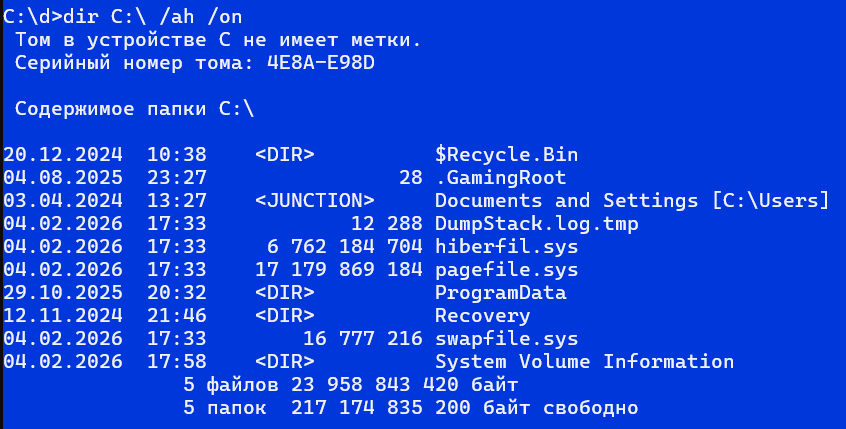 C:\d>dir C:\ /ah /on
 Том в устройстве C не имеет метки.
 Серийный номер тома: 4E8A-E98D

 Содержимое папки C:\

20.12.2024  10:38    <DIR>          $Recycle.Bin
04.08.2025  23:27                28 .GamingRoot
03.04.2024  13:27    <JUNCTION>     Documents and Settings [C:\Users]
04.02.2026  17:33            12 288 DumpStack.log.tmp
04.02.2026  17:33     6 762 184 704 hiberfil.sys
04.02.2026  17:33    17 179 869 184 pagefile.sys
29.10.2025  20:32    <DIR>          ProgramData
12.11.2024  21:46    <DIR>          Recovery
04.02.2026  17:33        16 777 216 swapfile.sys
04.02.2026  17:58    <DIR>          System Volume Information
               5 файлов 23 958 843 420 байт
               5 папок  217 174 835 200 байт свободно